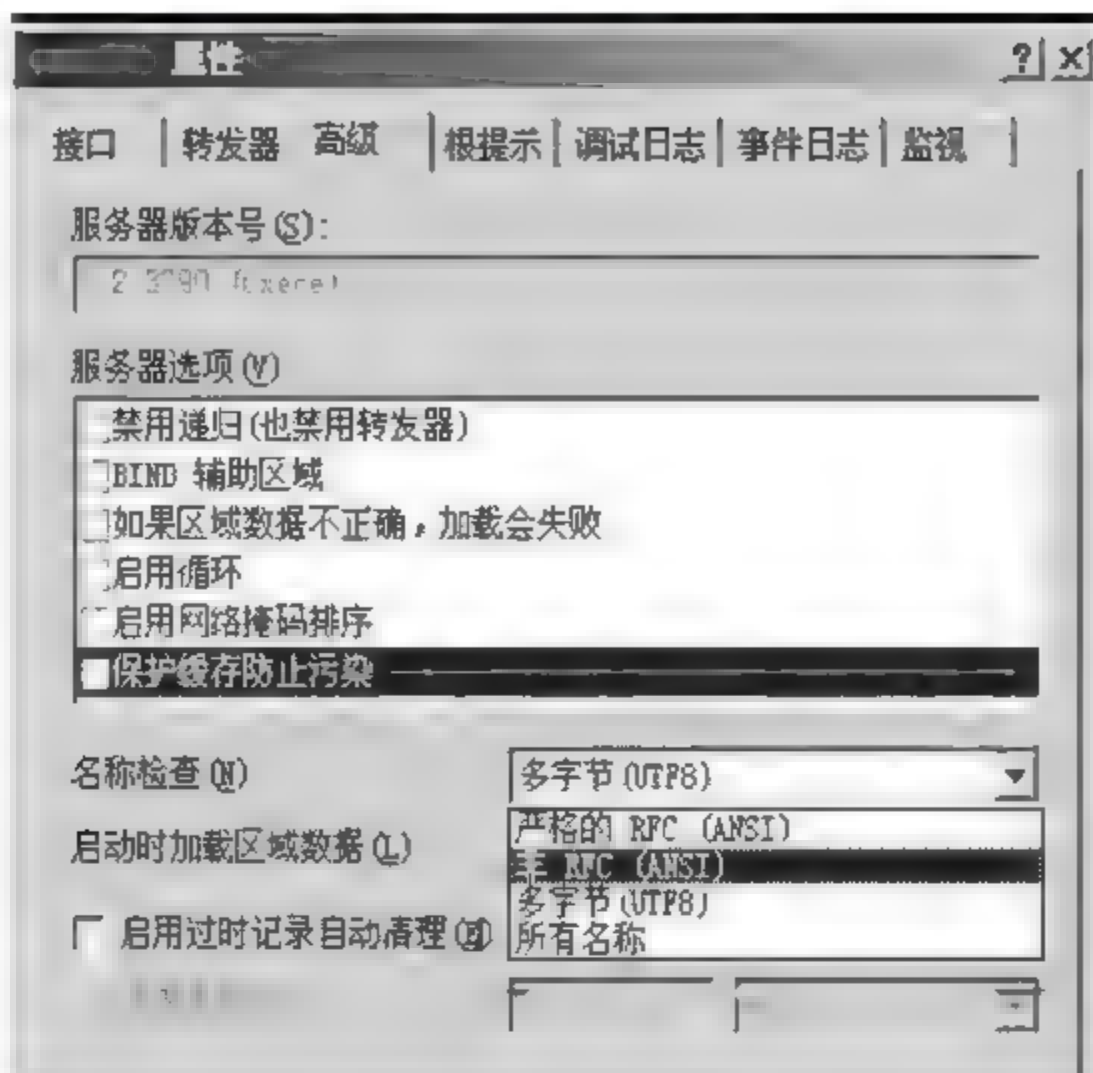 属性
接口 转发器 高级 根提示 调试日志 事件日志 监视
服务器版本号(S):
服务器选项(V)
禁用递归(也禁用转发器)
BIND 辅助区域
如果区域数据不正确，加载会失败
启用循环
启用网络掩码排序
保护缓存防止污染
名称检查(N) 多字节(UTF8)
严格的 RFC (ANSI)
启动时加载区域数据(L)
非 RFC (ANSI)
多字节(UTF8)
启用过时记录自动清理(E)
所有名称